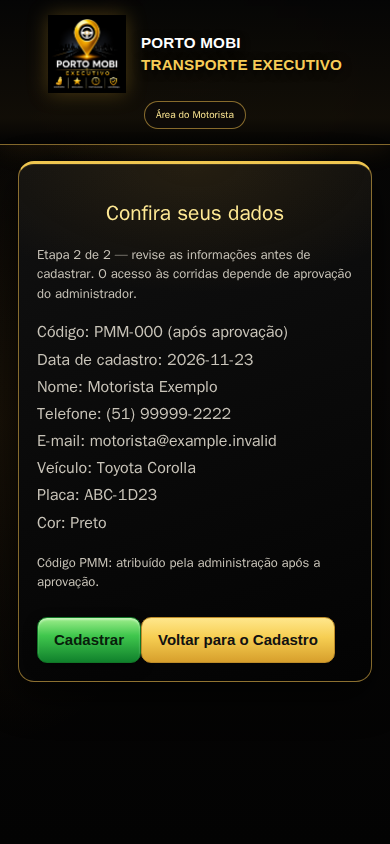 PORTO MOBI
EXECUTIVO
PORTO MOBI
TRANSPORTE EXECUTIVO
Área do Motorista
Confira seus dados
Etapa 2 de 2 — revise as informações antes de
cadastrar. O acesso às corridas depende de aprovação
do administrador.
Código: PMM-000 (após aprovação)
Data de cadastro: 2026-11-23
Nome: Motorista Exemplo
Telefone: (51) 99999-2222
E-mail: motorista@example.invalid
Veículo: Toyota Corolla
Placa: ABC-1D23
Cor: Preto
Código PMM: atribuído pela administração após a
aprovação.
Cadastrar
Voltar para o Cadastro